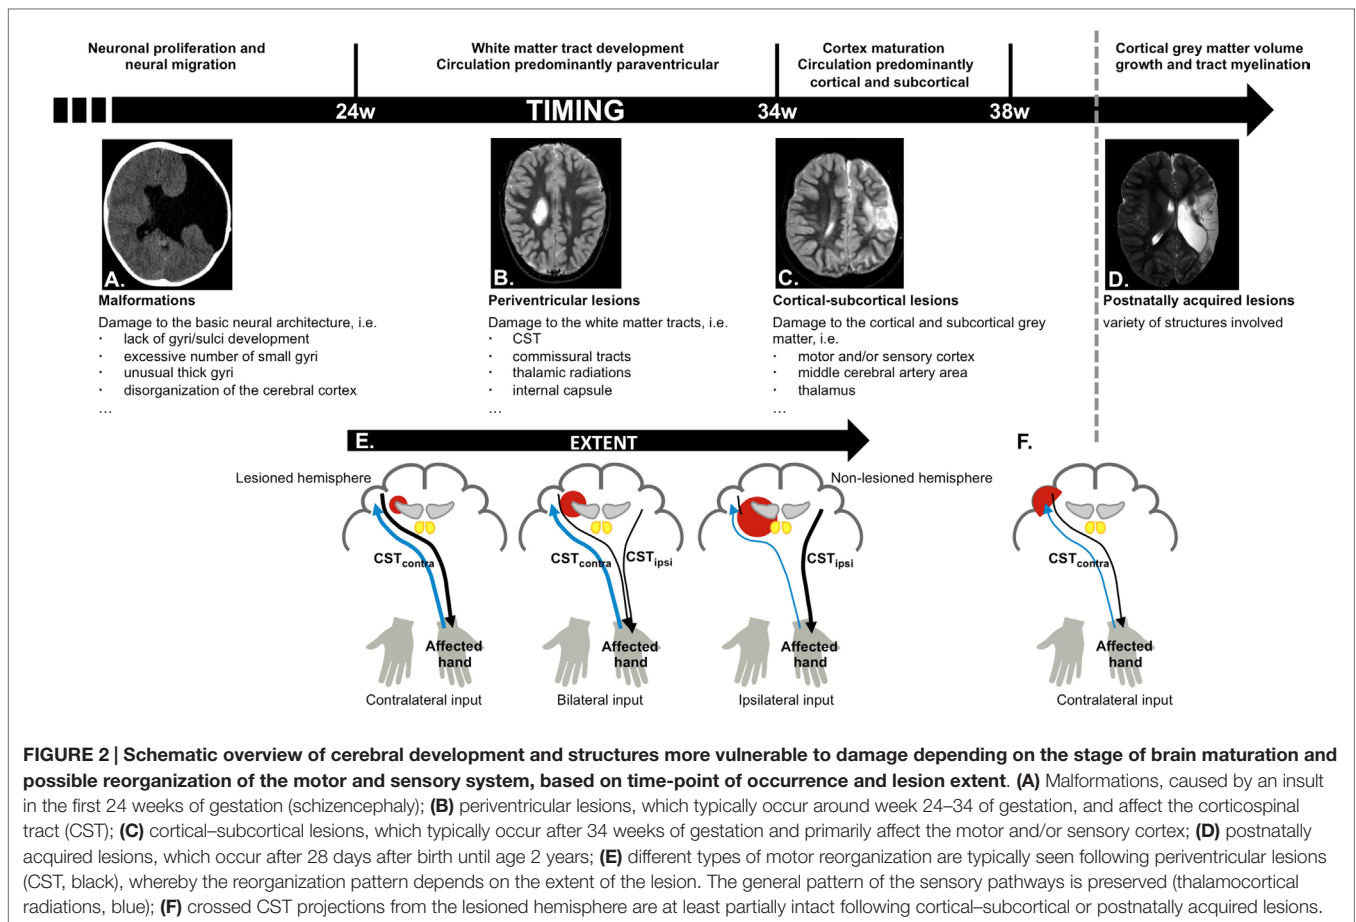 Neuronal proliferation and
neural migration
White matter tract development
Circulation predominantly paraventricular
Cortex maturation
Circulation predominantly
cortical and subcortical
Cortical grey matter volume
growth and tract myelination
24w
TIMING
34w
38w
A.
B.
C.
D.
Malformations
Damage to the basic neural architecture, i.e.
· lack of gyri/sulci development
· excessive number of small gyri
· unusual thick gyri
· disorganization of the cerebral cortex
…
Periventricular lesions
Damage to the white matter tracts, i.e.
· CST
· commissural tracts
· thalamic radiations
· internal capsule
…
Cortical-subcortical lesions
Damage to the cortical and subcortical grey
matter, i.e.
· motor and/or sensory cortex
· middle cerebral artery area
· thalamus
…
Postnatally acquired lesions
variety of structures involved
E.
EXTENT
F.
Lesioned hemisphere
Non-lesioned hemisphere
CSTcontra
CSTcontra
CSTipsi
CSTipsi
CSTcontra
Affected
hand
Affected
hand
Affected
hand
Affected
hand
Contralateral input
Bilateral input
Ipsilateral input
Contralateral input
FIGURE 2 | Schematic overview of cerebral development and structures more vulnerable to damage depending on the stage of brain maturation and
possible reorganization of the motor and sensory system, based on time-point of occurrence and lesion extent. (A) Malformations, caused by an insult
in the first 24 weeks of gestation (schizencephaly); (B) periventricular lesions, which typically occur around week 24–34 of gestation, and affect the corticospinal
tract (CST); (C) cortical–subcortical lesions, which typically occur after 34 weeks of gestation and primarily affect the motor and/or sensory cortex; (D) postnatally
acquired lesions, which occur after 28 days after birth until age 2 years; (E) different types of motor reorganization are typically seen following periventricular lesions
(CST, black), whereby the reorganization pattern depends on the extent of the lesion. The general pattern of the sensory pathways is preserved (thalamocortical
radiations, blue); (F) crossed CST projections from the lesioned hemisphere are at least partially intact following cortical–subcortical or postnatally acquired lesions.